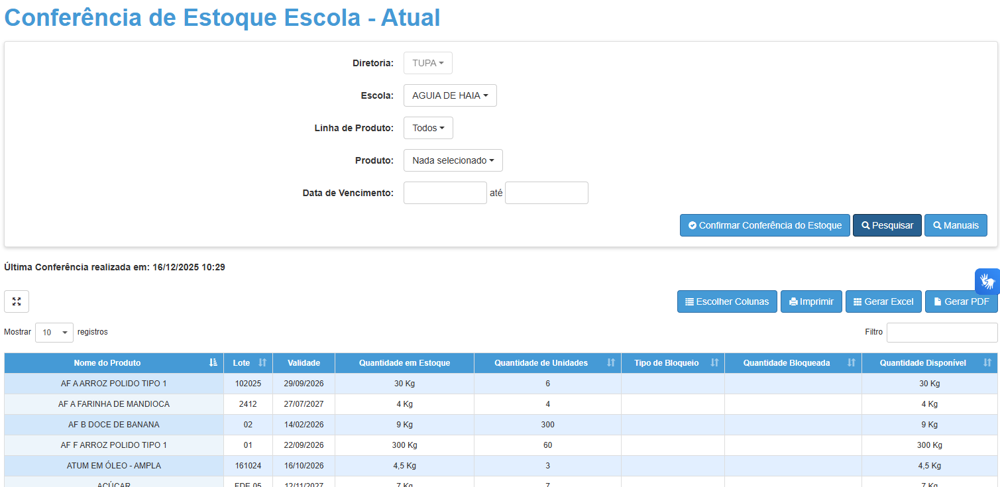 Conferência de Estoque Escola - Atual
Diretoria: TUPA
Escola: AGUIA DE HAIA
Linha de Produto: Todos
Produto: Nada selecionado
Data de Vencimento: até
Confirmar Conferência do Estoque Pesquisar Manuais
Última Conferência realizada em: 16/12/2025 10:29
Escolher Colunas Imprimir Gerar Excel Gerar PDF
Mostrar 10 registros Filtro
Nome do Produto Lote Validade Quantidade em Estoque Quantidade de Unidades Tipo de Bloqueio Quantidade Bloqueada Quantidade Disponível
AF A ARROZ POLIDO TIPO 1 102025 29/09/2026 30 Kg 6 30 Kg
AF A FARINHA DE MANDIOCA 2412 27/07/2027 4 Kg 4 4 Kg
AF B DOCE DE BANANA 02 14/02/2026 9 Kg 300 9 Kg
AF F ARROZ POLIDO TIPO 1 01 22/09/2026 300 Kg 60 300 Kg
ATUM EM ÓLEO - AMPLA 161024 16/10/2026 4,5 Kg 3 4,5 Kg
AÇÚCAR EDE 05 12/11/2027 7 Kg 7 7 Kg